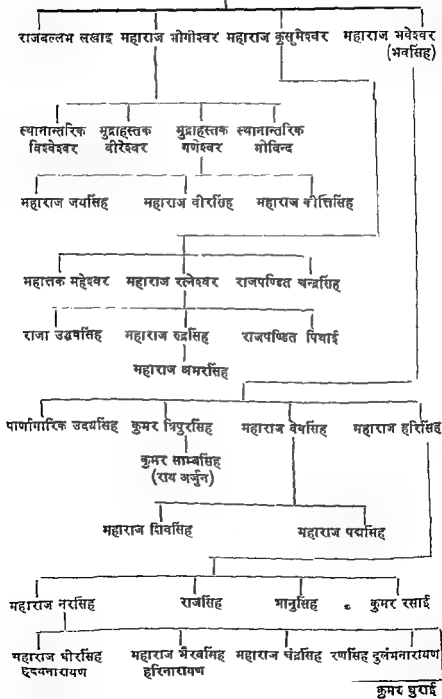 राजबल्लभ लखाइ महाराज भोगीश्वर महाराज कुसुमेश्वर महाराज भवेश्वर
(भवसिंह)
स्थानान्तरिक मुद्राहस्तक मुद्राहस्तक स्थानान्तरिक
विश्वेश्वर वीरेश्वर गणेश्वर गोविन्द
महाराज जयसिंह महाराज वीरसिंह महाराज कीर्त्तिसिंह
महात्तक महेश्वर महाराज रत्नेश्वर राजपण्डित चन्द्रसिंह
राजा उद्धवसिंह महाराज रुद्रसिंह राजपण्डित पिथाई
महाराज अमरसिंह
पार्णागारिक उदयसिंह कुमर त्रिपुरसिंह महाराज देवसिंह महाराज हरिसिंह
कुमर साम्बसिंह
(राय अर्जुन)
महाराज शिवसिंह महाराज पद्मसिंह
महाराज नरसिंह राजसिंह भानुसिंह कुमर रसाई
महाराज धीरसिंह महाराज भैरवसिंह महाराज चंद्रसिंह रणसिंह दुर्लभनारायण
हृदयनारायण हरिनारायण
कुमर घुराई